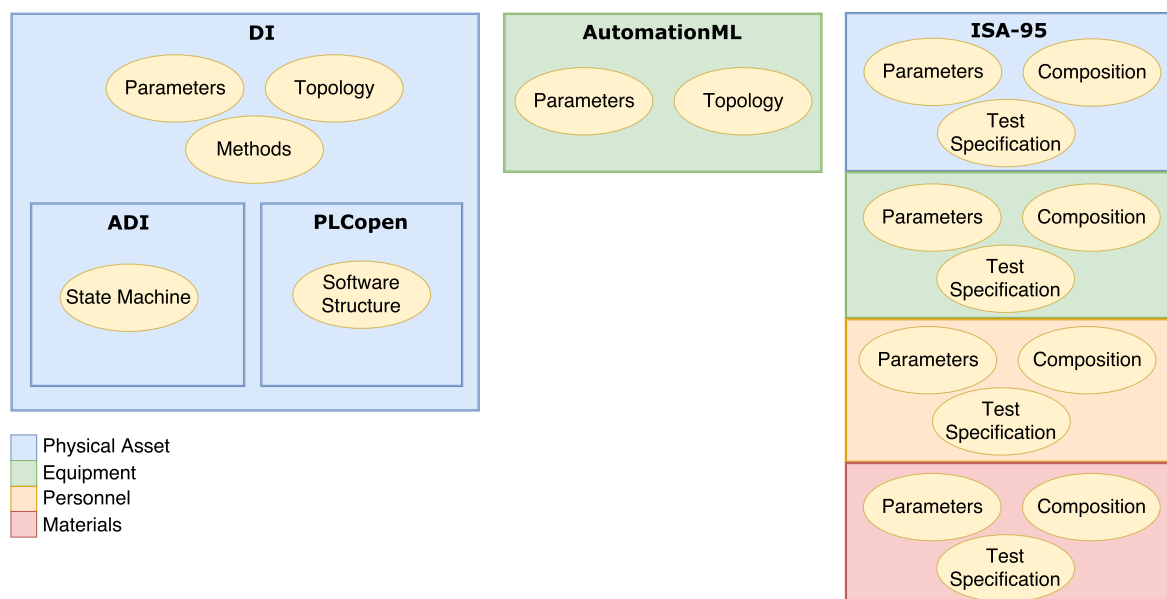 DI
Parameters
Topology
Methods
ADI
State Machine
PLCopen
Software
Structure
AutomationML
Parameters
Topology
ISA-95
Parameters
Composition
Test
Specification
Parameters
Composition
Test
Specification
Parameters
Composition
Test
Specification
Parameters
Composition
Test
Specification
Physical Asset
Equipment
Personnel
Materials